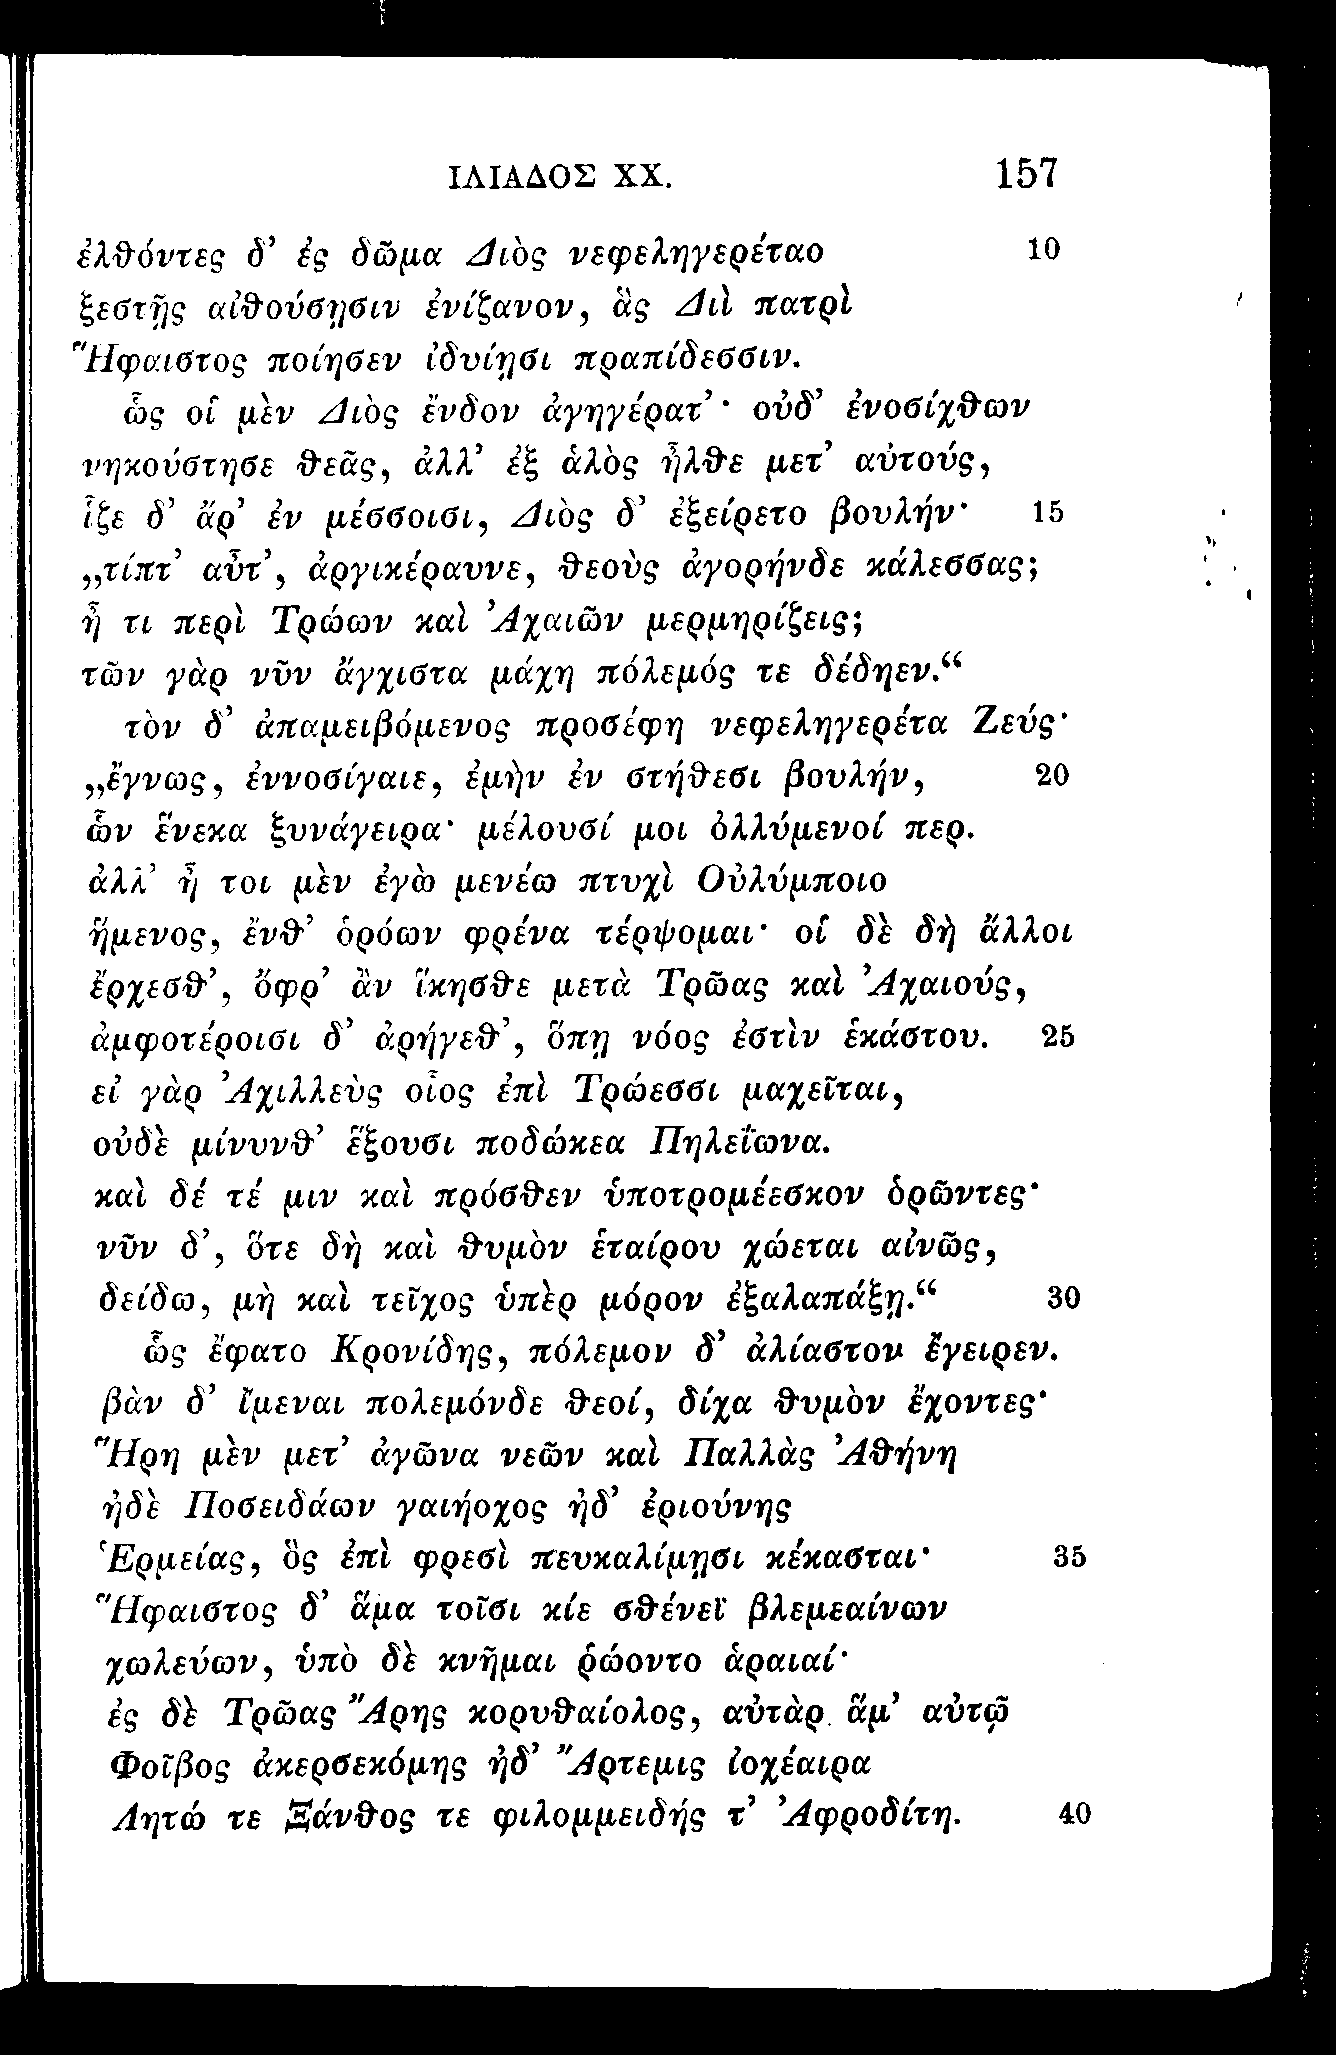 ΙΛΙΑΔΟΣ XX. 157
ἐλθόντες δ’ ἐς δῶμα Διὸς νεφεληγερέταο 10
ξεστῇς αἰθούσῃσιν ἐνίζανον, ἃς Διὶ πατρὶ
Ἥφαιστος ποίησεν ἰδυίῃσι πραπίδεσσιν.
ὣς οἱ μὲν Διὸς ἔνδον ἀγηγέρατ’· οὐδ’ ἐνοσίχθων
νηκούστησε θεᾶς, ἀλλ’ ἐξ ἁλὸς ἦλθε μετ’ αὐτούς,
ἷζε δ’ ἄρ’ ἐν μέσσοισι, Διὸς δ’ ἐξείρετο βουλήν· 15
„τίπτ’ αὖτ’, ἀργικέραυνε, θεοὺς ἀγορήνδε κάλεσσας;
ἦ τι περὶ Τρώων καὶ Ἀχαιῶν μερμηρίζεις;
τῶν γὰρ νῦν ἄγχιστα μάχη πόλεμός τε δέδηεν.“
τὸν δ’ ἀπαμειβόμενος προσέφη νεφεληγερέτα Ζεύς·
„ἔγνως, ἐννοσίγαιε, ἐμὴν ἐν στήθεσι βουλήν, 20
ὧν ἕνεκα ξυνάγειρα· μέλουσί μοι ὀλλύμενοί περ.
ἀλλ’ ἦ τοι μὲν ἐγὼ μενέω πτυχὶ Οὐλύμποιο
ἥμενος, ἔνθ’ ὁρόων φρένα τέρψομαι· οἱ δὲ δὴ ἄλλοι
ἔρχεσθ’, ὄφρ’ ἂν ἵκησθε μετὰ Τρῶας καὶ Ἀχαιούς,
ἀμφοτέροισι δ’ ἀρήγεθ’, ὅπῃ νόος ἐστὶν ἑκάστου. 25
εἰ γὰρ Ἀχιλλεὺς οἶος ἐπὶ Τρώεσσι μαχεῖται,
οὐδὲ μίνυνθ’ ἕξουσι ποδώκεα Πηλεΐωνα.
καὶ δέ τέ μιν καὶ πρόσθεν ὑποτρομέεσκον ὁρῶντες·
νῦν δ’, ὅτε δὴ καὶ θυμὸν ἑταίρου χώεται αἰνῶς,
δείδω, μὴ καὶ τεῖχος ὑπὲρ μόρον ἐξαλαπάξῃ.“ 30
ὣς ἔφατο Κρονίδης, πόλεμον δ’ ἀλίαστον ἔγειρεν.
βὰν δ’ ἴμεναι πολεμόνδε θεοί, δίχα θυμὸν ἔχοντες·
Ἥρη μὲν μετ’ ἀγῶνα νεῶν καὶ Παλλὰς Ἀθήνη
ἠδὲ Ποσειδάων γαιήοχος ἠδ’ ἐριούνης
Ἑρμείας, ὃς ἐπὶ φρεσὶ πευκαλίμῃσι κέκασται· 35
Ἥφαιστος δ’ ἅμα τοῖσι κίε σθένεϊ βλεμεαίνων
χωλεύων, ὑπὸ δὲ κνῆμαι ῥώοντο ἁραιαί·
ἐς δὲ Τρῶας Ἄρης κορυθαίολος, αὐτὰρ ἅμ’ αὐτῷ
Φοῖβος ἀκερσεκόμης ἠδ’ Ἄρτεμις ἰοχέαιρα
Λητώ τε Ξάνθος τε φιλομμειδής τ’ Ἀφροδίτη. 40